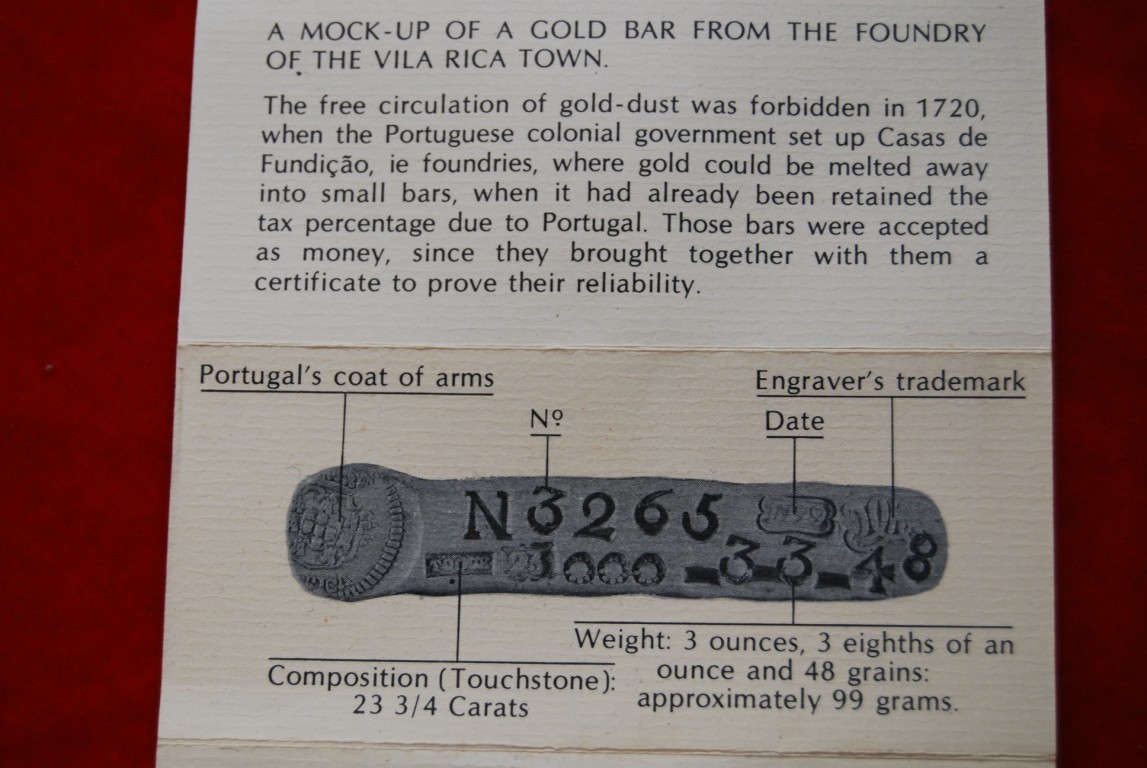 A MOCK-UP OF A GOLD BAR FROM THE FOUNDRY
OF THE VILA RICA TOWN.
The free circulation of gold-dust was forbidden in 1720,
when the Portuguese colonial government set up Casas de
Fundição, ie foundries, where gold could be melted away
into small bars, when it had already been retained the
tax percentage due to Portugal. Those bars were accepted
as money, since they brought together with them a
certificate to prove their reliability.
Portugal's coat of arms
Engraver's trademark
Nº
Date
N 3265
3-3-48
Weight: 3 ounces, 3 eighths of an
ounce and 48 grains:
approximately 99 grams.
Composition (Touchstone):
23 3/4 Carats